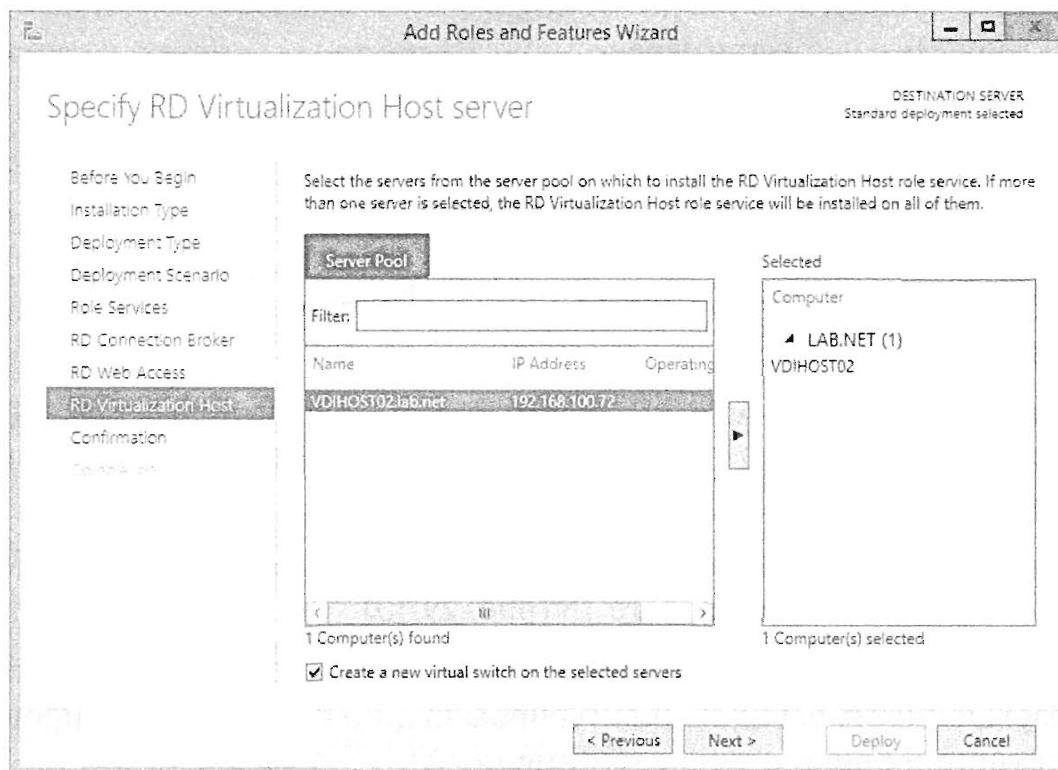 Add Roles and Features Wizard
Specify RD Virtualization Host server
DESTINATION SERVER
Standard deployment selected
Before You Begin
Installation Type
Deployment Type
Deployment Scenario
Role Services
RD Connection Broker
RD Web Access
RD Virtualization Host
Confirmation
Select the servers from the server pool on which to install the RD Virtualization Host role service. If more
than one server is selected, the RD Virtualization Host role service will be installed on all of them.
Server Pool
Filter:
Name IP Address Operating
VDIHOST02.lab.net 192.168.100.72
1 Computer(s) found
Selected
Computer
LAB.NET (1)
VDIHOST02
1 Computer(s) selected
Create a new virtual switch on the selected servers
< Previous
Next >
Deploy
Cancel